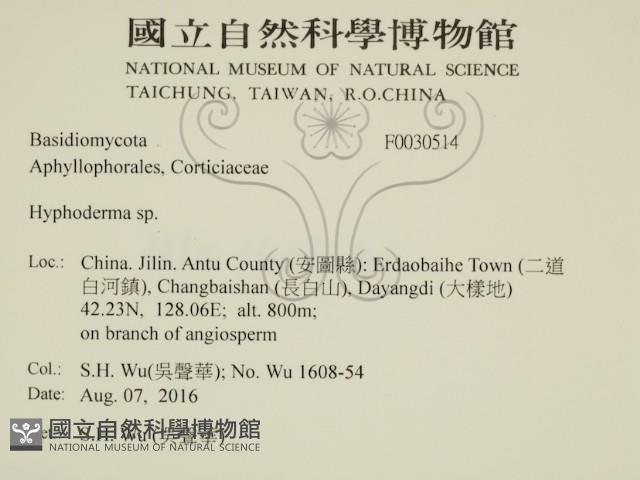 國立自然科學博物館
NATIONAL MUSEUM OF NATURAL SCIENCE
TAICHUNG, TAIWAN, R.O.CHINA
Basidiomycota F0030514
Aphyllophorales, Corticiaceae
Hyphoderma sp.
Loc.: China. Jilin. Antu County (安圖縣): Erdaobaihe Town (二道
白河鎮), Changbaishan (長白山), Dayangdi (大樣地)
42.23N, 128.06E; alt. 800m;
on branch of angiosperm
Col.: S.H. Wu(吳聲華); No. Wu 1608-54
Date: Aug. 07, 2016
S.H. Wu (吳聲華)
國立自然科學博物館
NATIONAL MUSEUM OF NATURAL SCIENCE